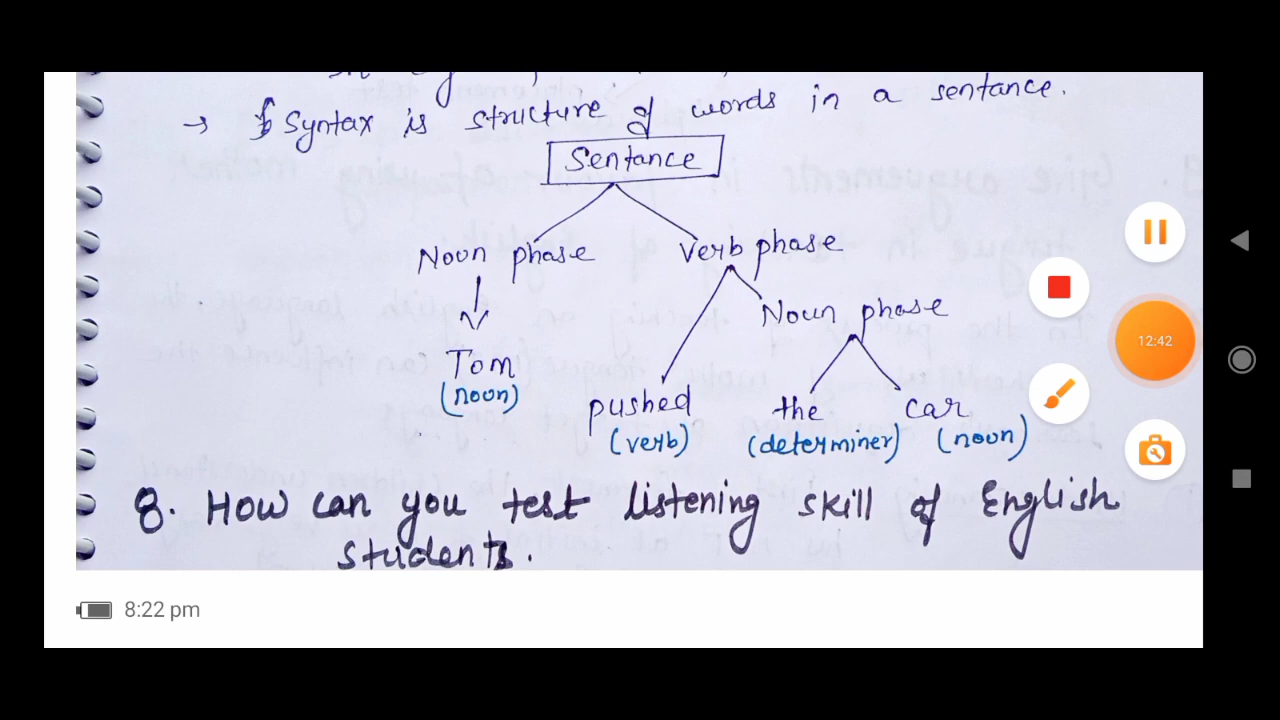 → Syntax is structure of words in a sentance.
Sentance
Noon phase Verb phase
Noun phase
Tom
(noon)
pushed the car
(verb) (determiner) (noun)
8. How can you test listening skill of English
students.
12:42
8:22 pm